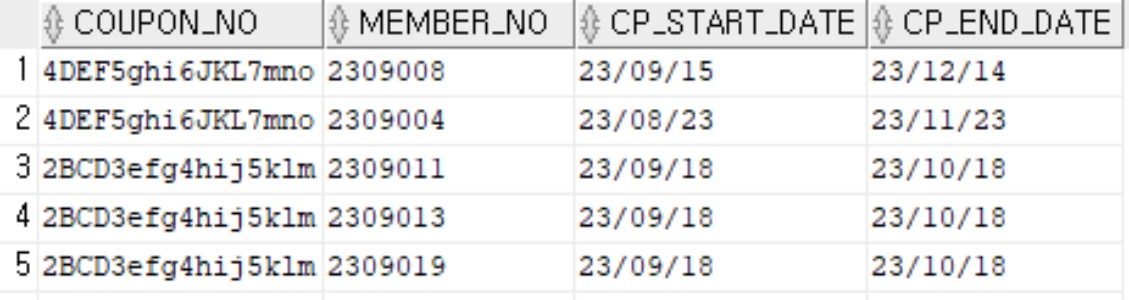 COUPON_NO MEMBER_NO CP_START_DATE CP_END_DATE
1 4DEF5ghi6JKL7mno 2309008 23/09/15 23/12/14
2 4DEF5ghi6JKL7mno 2309004 23/08/23 23/11/23
3 2BCD3efg4hij5klm 2309011 23/09/18 23/10/18
4 2BCD3efg4hij5klm 2309013 23/09/18 23/10/18
5 2BCD3efg4hij5klm 2309019 23/09/18 23/10/18